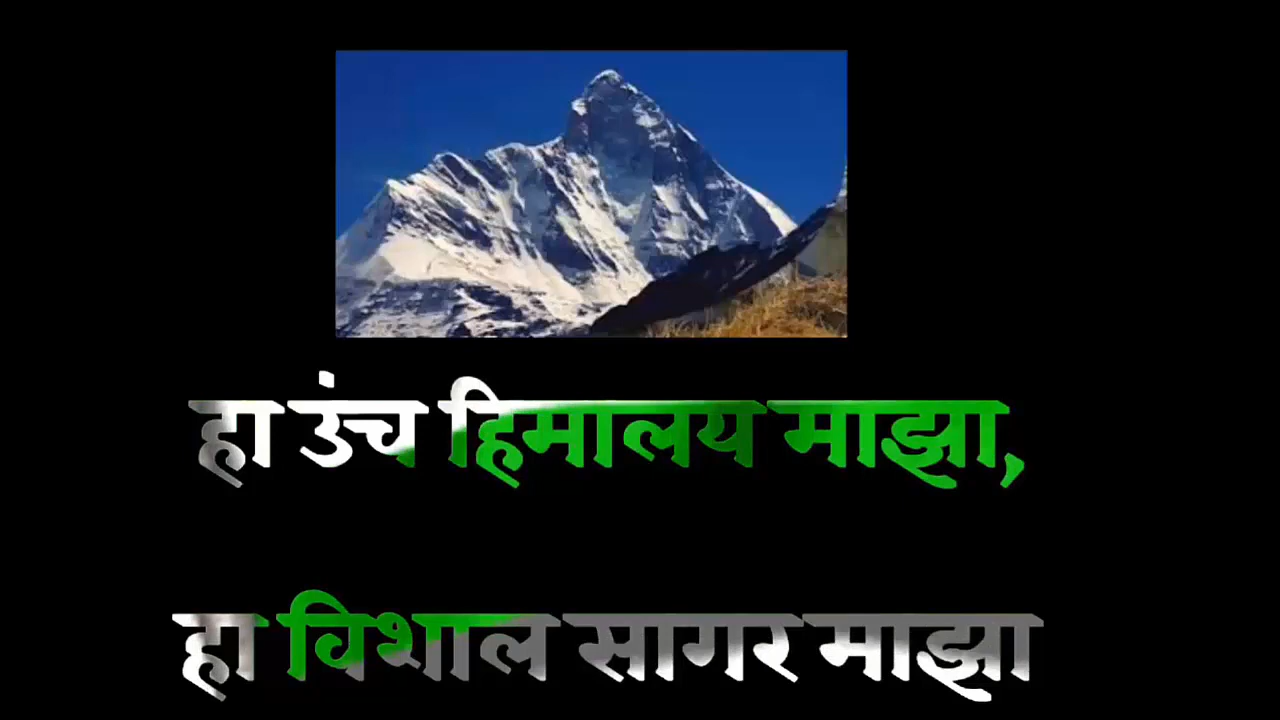 हा उंच हिमालय माझा,
हा विशाल सागर माझा